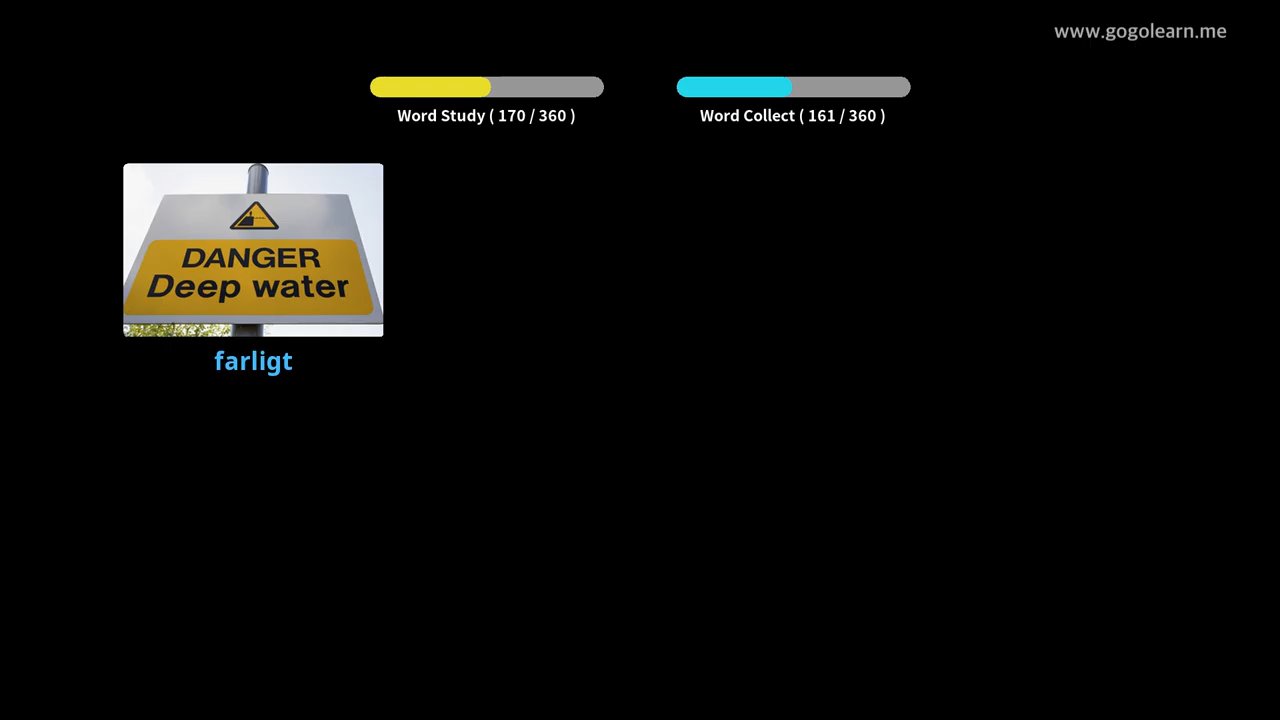 www.gogolearn.me
Word Study ( 170 / 360 )
Word Collect ( 161 / 360 )
DANGER
Deep water
farligt